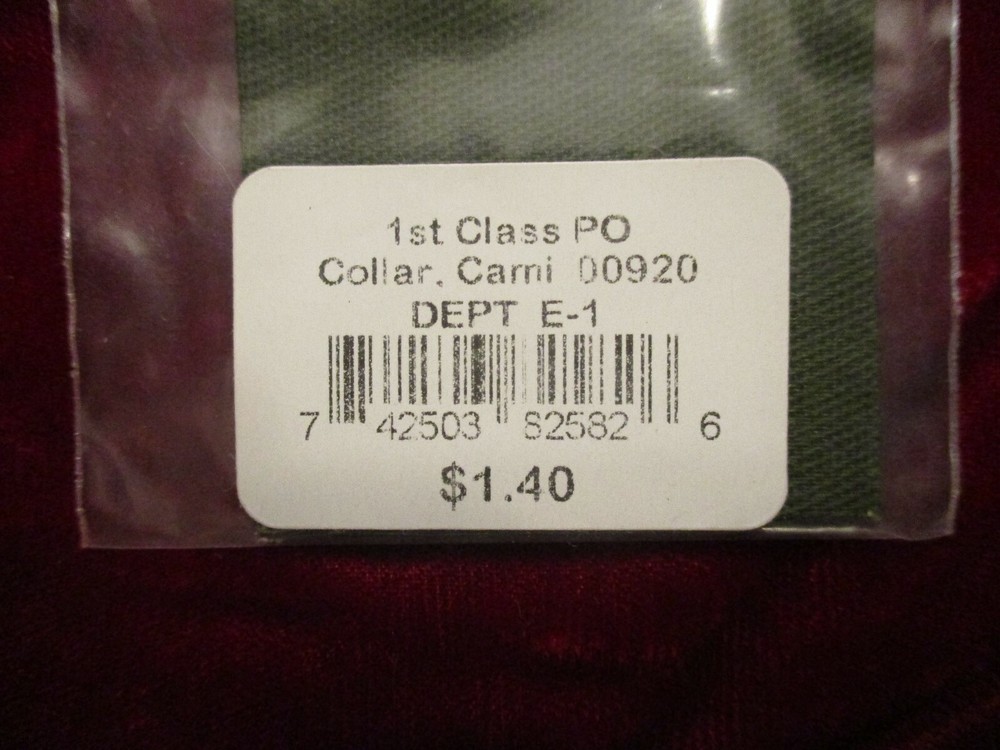 1st Class PO
Collar, Cami 00920
DEPT E-1
7 42503 82582 6
$1.40